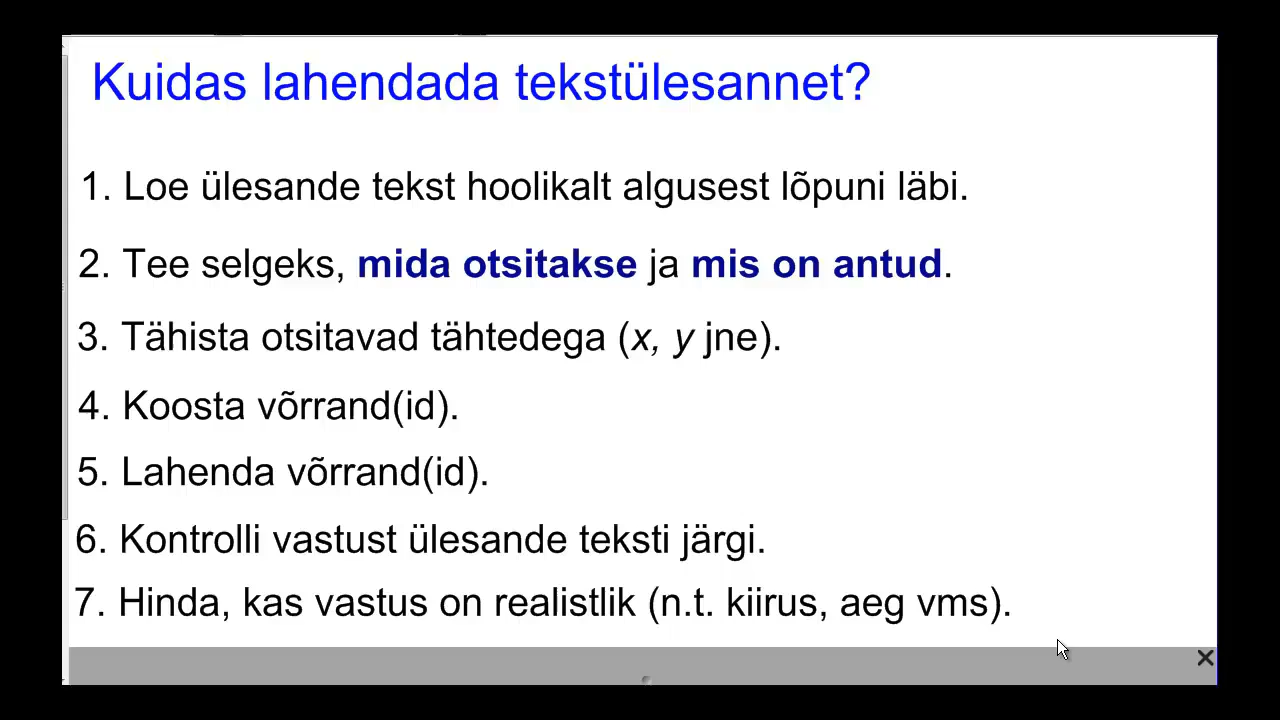 Kuidas lahendada tekstülesannet?
1. Loe ülesande tekst hoolikalt algusest lõpuni läbi.
2. Tee selgeks, mida otsitakse ja mis on antud.
3. Tähista otsitavad tähtedega (x, y jne).
4. Koosta võrrand(id).
5. Lahenda võrrand(id).
6. Kontrolli vastust ülesande teksti järgi.
7. Hinda, kas vastus on realistlik (n.t. kiirus, aeg vms).